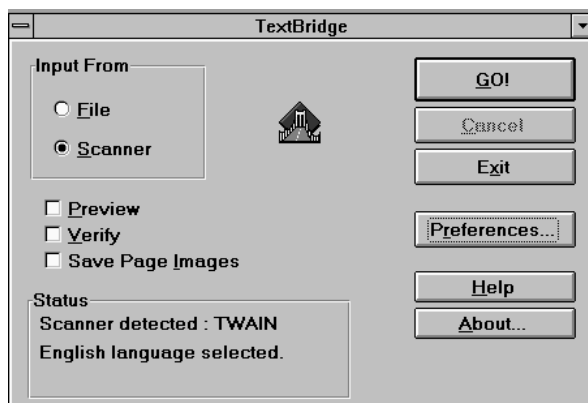 TextBridge
Input From
File
Scanner
Preview
Verify
Save Page Images
Status
Scanner detected : TWAIN
English language selected.
GO!
Cancel
Exit
Preferences...
Help
About...